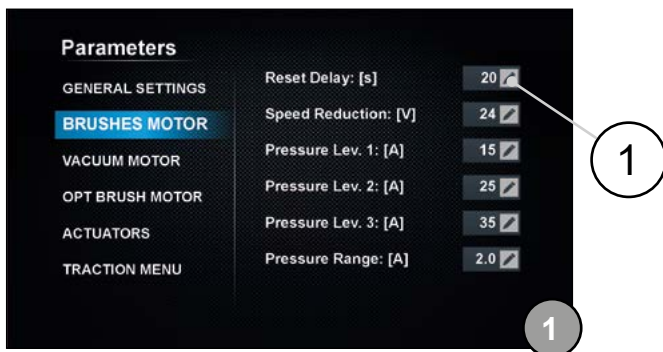 Parameters
GENERAL SETTINGS
BRUSHES MOTOR
VACUUM MOTOR
OPT BRUSH MOTOR
ACTUATORS
TRACTION MENU
Reset Delay: [s] 20
Speed Reduction: [V] 24
Pressure Lev. 1: [A] 15
Pressure Lev. 2: [A] 25
Pressure Lev. 3: [A] 35
Pressure Range: [A] 2.0
1
1